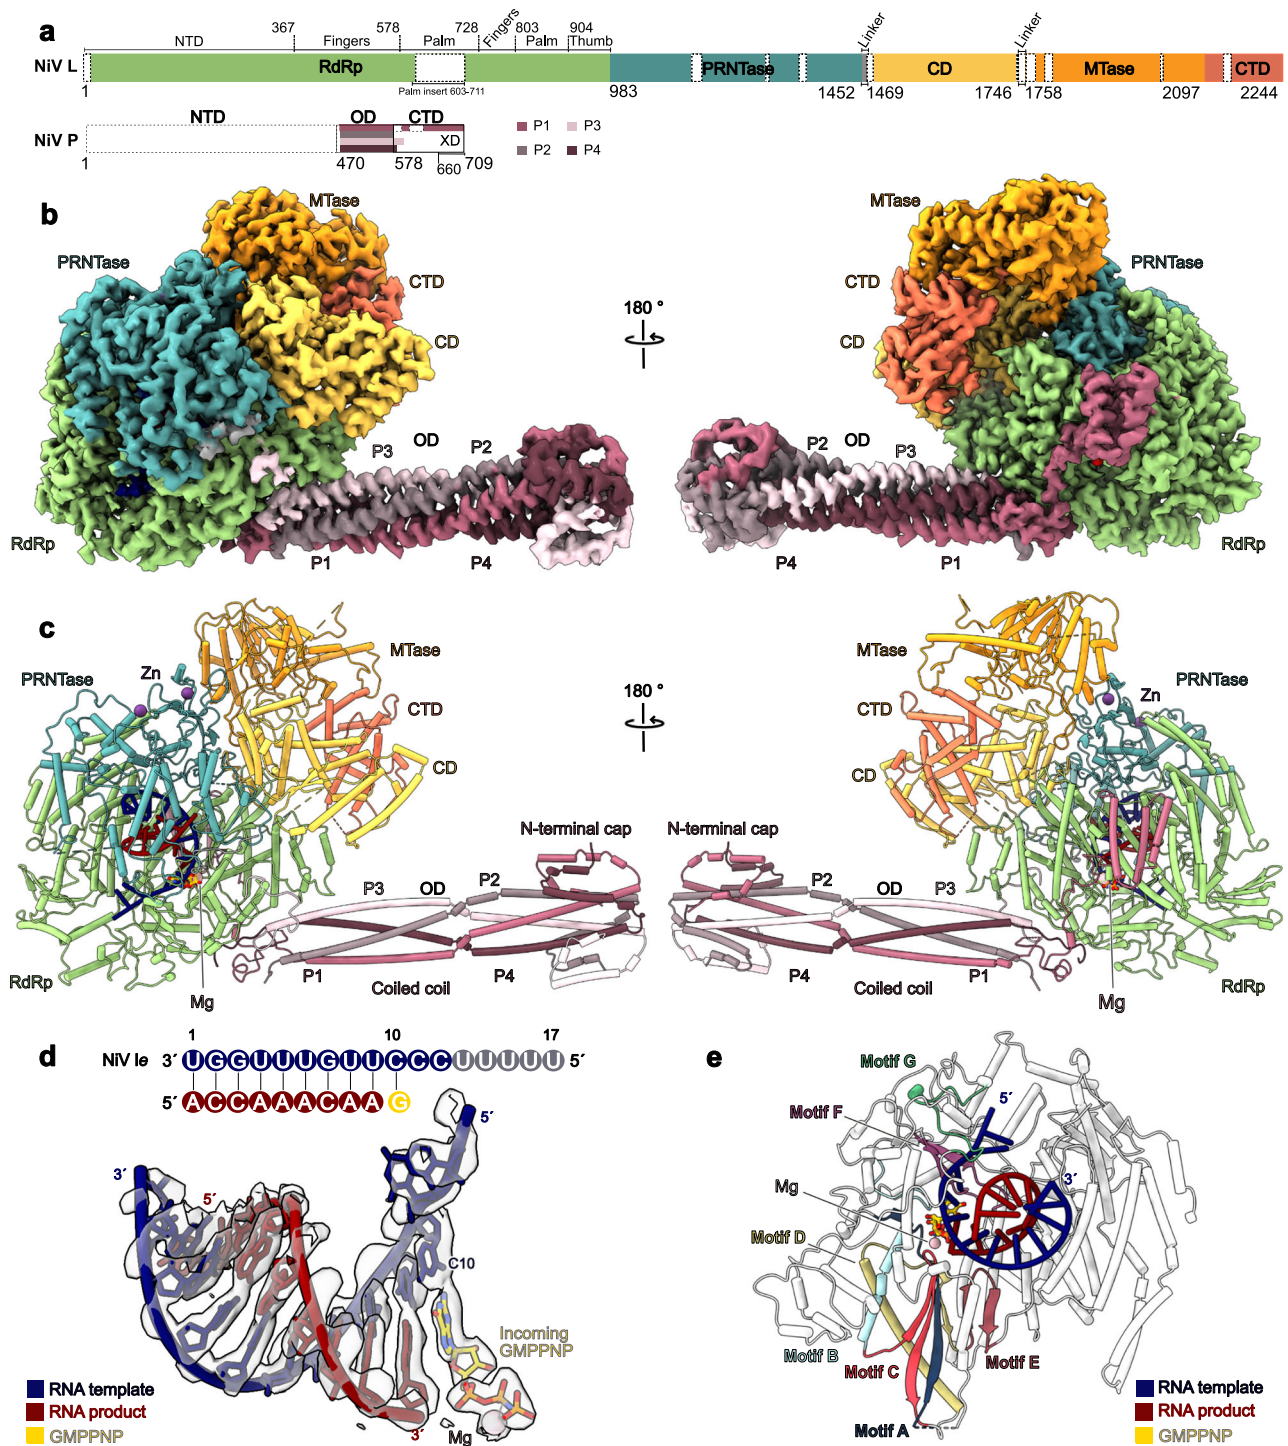 a
367 578 728 Fingers 803 904 Linker Linker
NTD Fingers Palm Palm Thumb
NiV L RdRp PRNTase CD MTase CTD
Palm insert 603-711
1 983 1452 1469 1746 1758 2097 2244
NTD OD CTD
NiV P XD
1 470 578 660 709
P1 P3
P2 P4
b
MTase
PRNTase
CTD
CD
P3 OD P2
RdRp
P1 P4
180 °
MTase
PRNTase
CTD
CD
P2 OD P3
RdRp
P4 P1
c
MTase
PRNTase Zn
CTD
CD
N-terminal cap
P3 OD P2
RdRp
P1 P4
Coiled coil
Mg
180 °
MTase
PRNTase
Zn
CTD
CD
N-terminal cap
P2 OD P3
RdRp
P4 P1
Coiled coil
Mg
d
1 10 17
NiV le 3´ U G G U U U G U U C C C U U U U U 5´
5´ A C C A A A C A A G
5´
3´
5´
C10
Incoming
GMPPNP
Mg
3´
RNA template
RNA product
GMPPNP
e
Motif G
5´
Motif F
3´
Mg
Motif D
Motif B
Motif C
Motif E
Motif A
RNA template
RNA product
GMPPNP